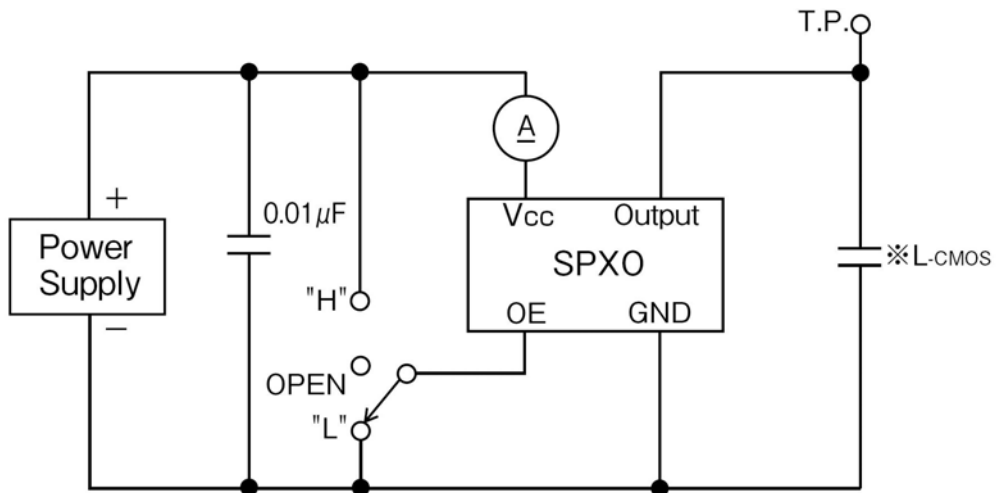 T.P.
A
+
0.01μF
Vcc Output
Power
Supply
SPXO
※L-CMOS
"H"
OE GND
−
OPEN
"L"